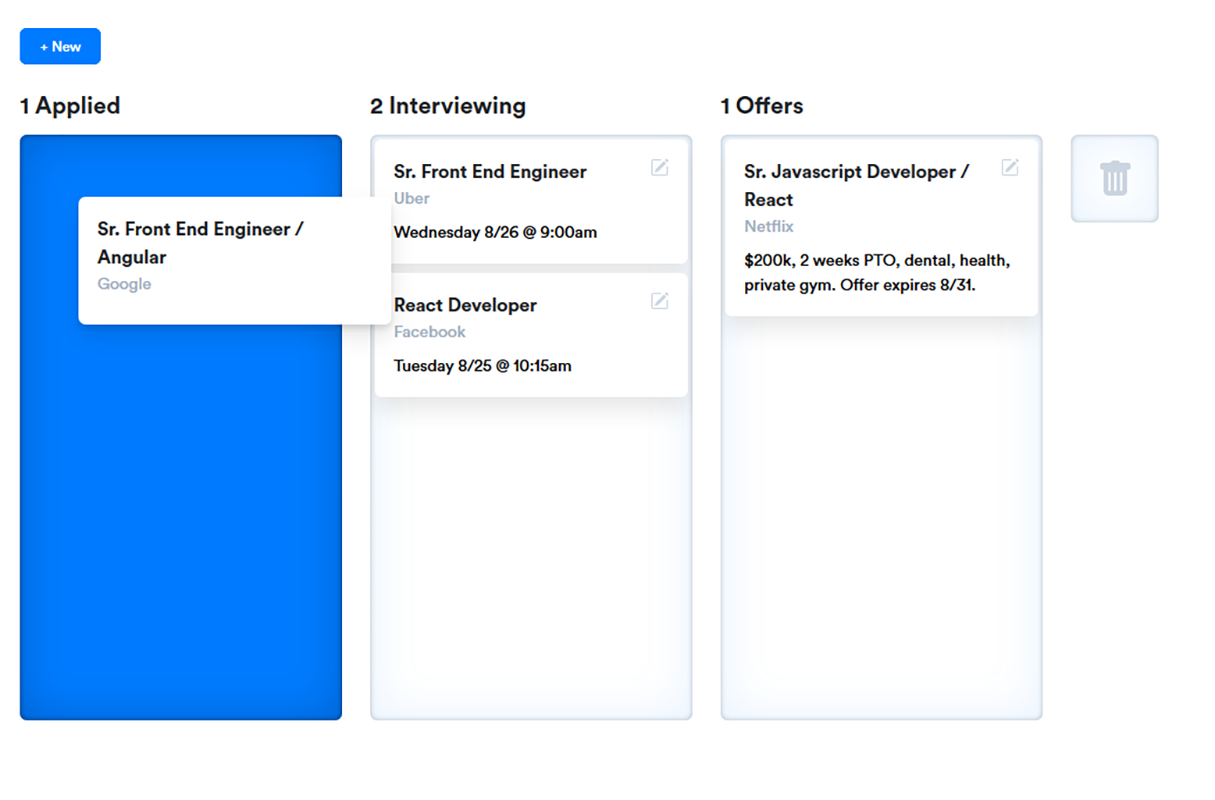 + New
1 Applied
Sr. Front End Engineer /
Angular
Google
2 Interviewing
Sr. Front End Engineer
Uber
Wednesday 8/26 @ 9:00am
React Developer
Facebook
Tuesday 8/25 @ 10:15am
1 Offers
Sr. Javascript Developer /
React
Netflix
$200k, 2 weeks PTO, dental, health,
private gym. Offer expires 8/31.